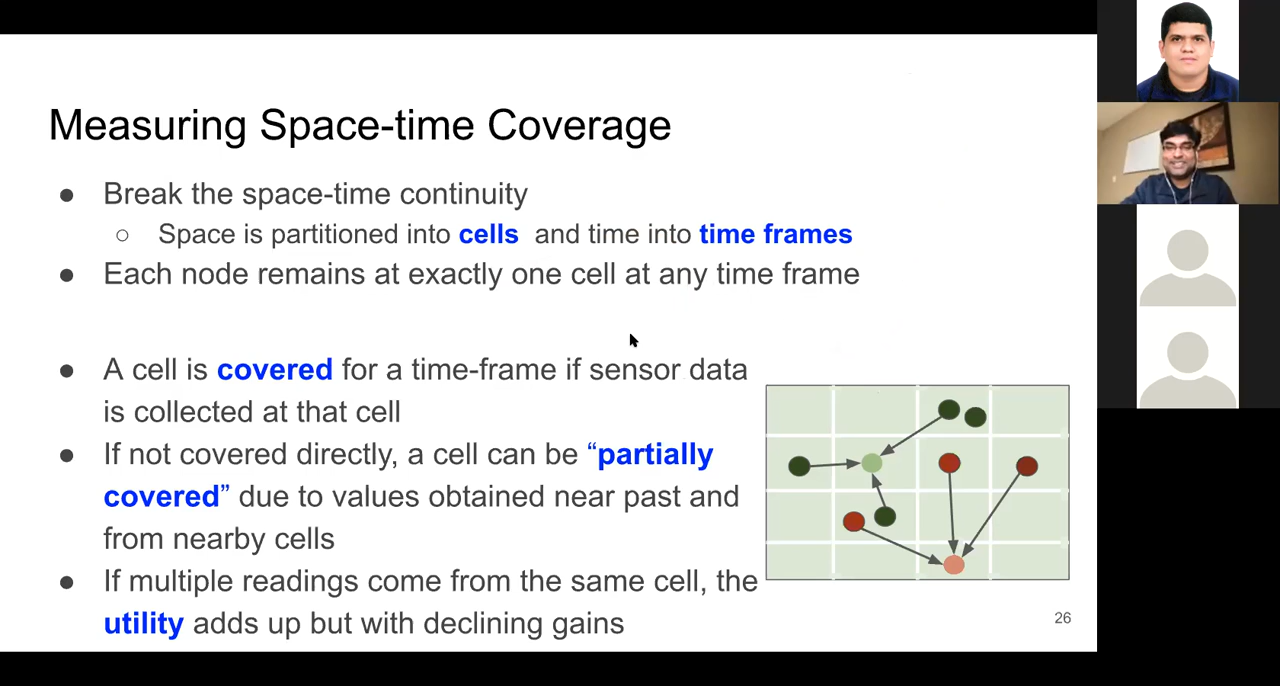 Measuring Space-time Coverage
● Break the space-time continuity
○ Space is partitioned into cells and time into time frames
● Each node remains at exactly one cell at any time frame
● A cell is covered for a time-frame if sensor data
is collected at that cell
● If not covered directly, a cell can be “partially
covered” due to values obtained near past and
from nearby cells
● If multiple readings come from the same cell, the
utility adds up but with declining gains
26